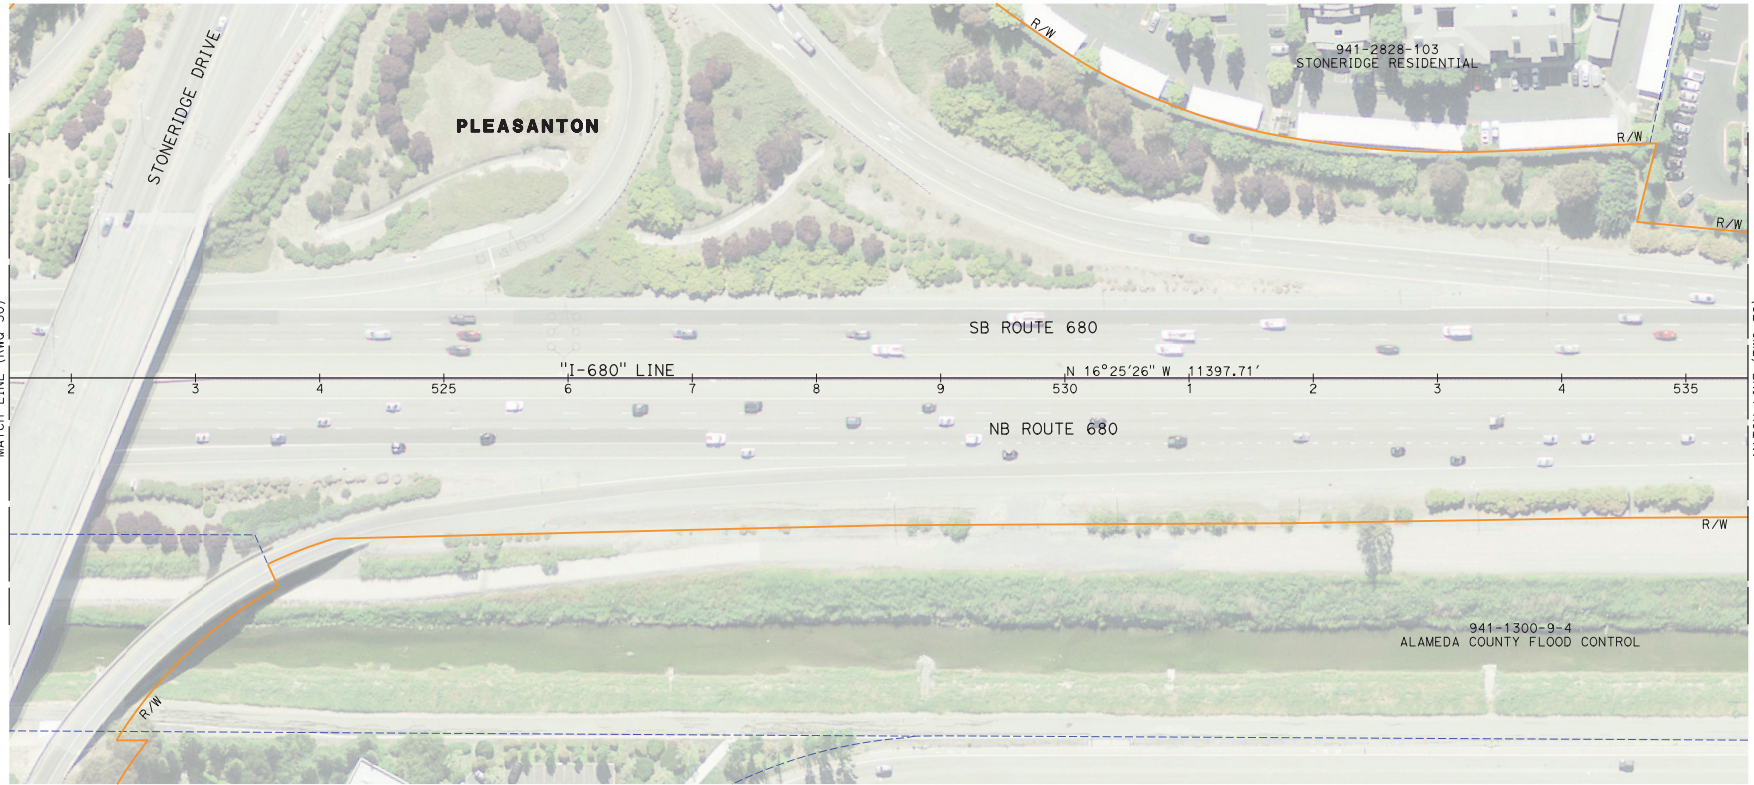 STONERIDGE DRIVE
PLEASANTON
R/W
941-2828-103
STONERIDGE RESIDENTIAL
R/W
R/W
SB ROUTE 680
"I-680" LINE
N 16°25'26" W 11397.71'
2 3 4 525 6 7 8 9 530 1 2 3 4 535
NB ROUTE 680
R/W
941-1300-9-4
ALAMEDA COUNTY FLOOD CONTROL
R/W